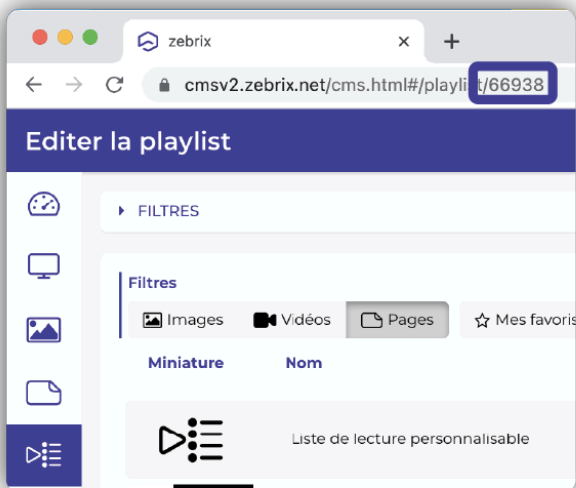 zebrix
cmsv2.zebrix.net/cms.html#/playlist/66938
Editer la playlist
FILTRES
Filtres
Images Vidéos Pages Mes favoris
Miniature Nom
Liste de lecture personnalisable